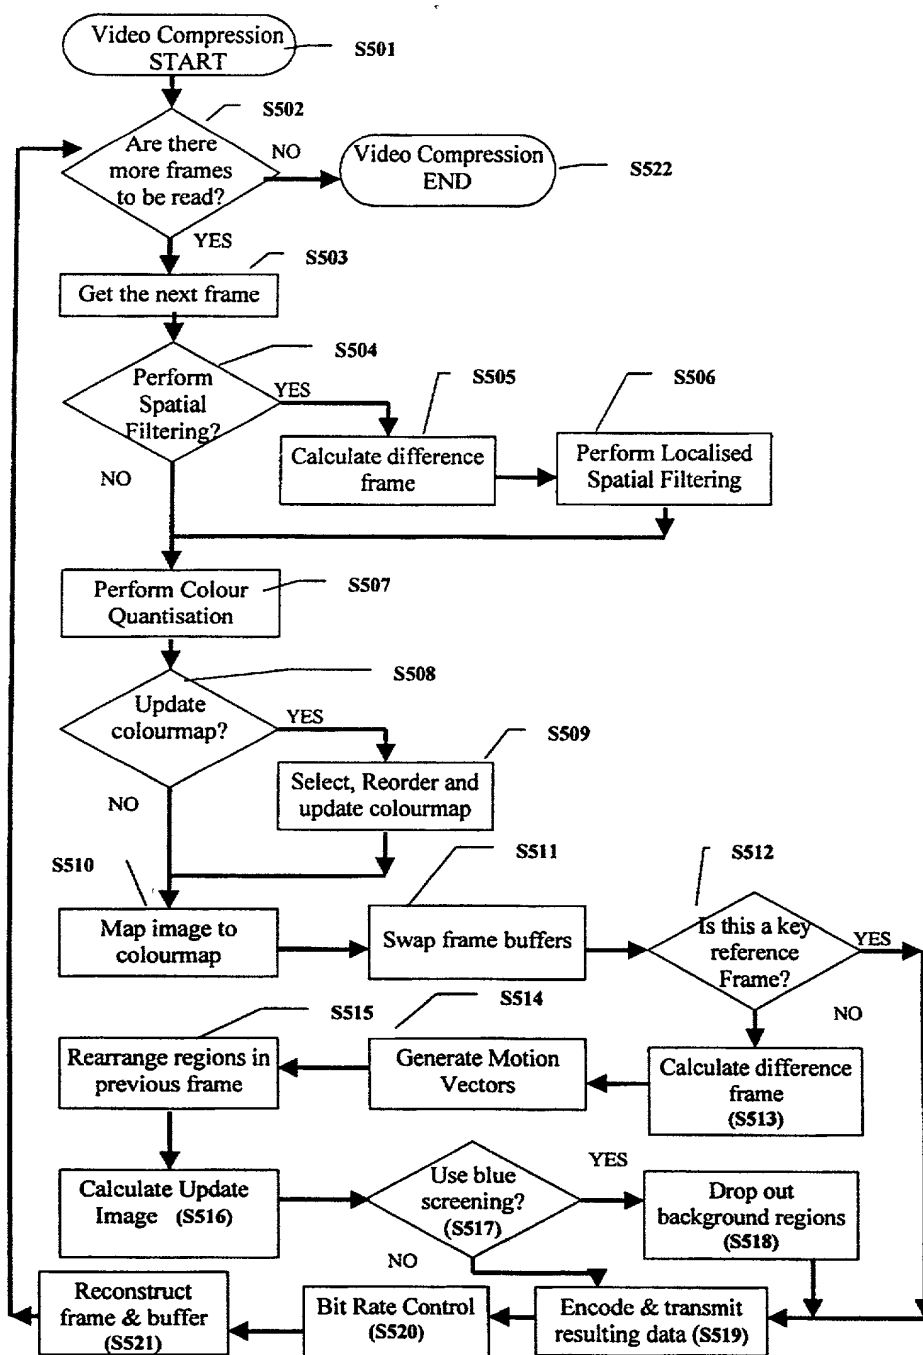 Video Compression
START
S501
S502
Are there
more frames
to be read?
NO
Video Compression
END
S522
YES
S503
Get the next frame
S504
Perform
Spatial
Filtering?
YES
S505
S506
Calculate difference
frame
Perform Localised
Spatial Filtering
NO
Perform Colour
Quantisation
S507
S508
Update
colourmap?
YES
S509
Select, Reorder and
update colourmap
NO
S510
S511
S512
Map image to
colourmap
Swap frame buffers
Is this a key
reference
Frame?
YES
NO
S515
S514
Rearrange regions in
previous frame
Generate Motion
Vectors
Calculate difference
frame
(S513)
Calculate Update
Image (S516)
Use blue
screening?
(S517)
YES
Drop out
background regions
(S518)
NO
Reconstruct
frame & buffer
(S521)
Bit Rate Control
(S520)
Encode & transmit
resulting data (S519)